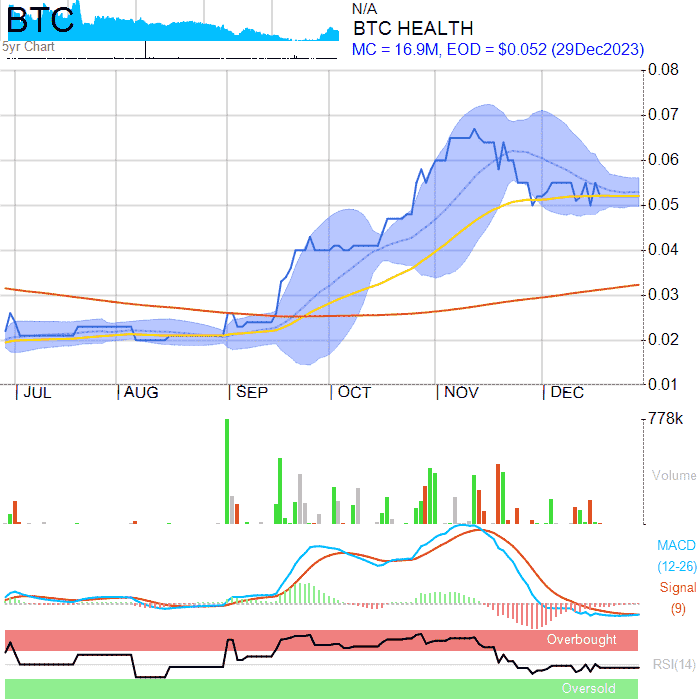 BTC
5yr Chart
N/A
BTC HEALTH
MC = 16.9M, EOD = $0.052 (29Dec2023)
0.08
0.07
0.06
0.05
0.04
0.03
0.02
0.01
JUL AUG SEP OCT NOV DEC
778k
Volume
MACD
(12-26)
Signal
(9)
Overbought
RSI(14)
Oversold